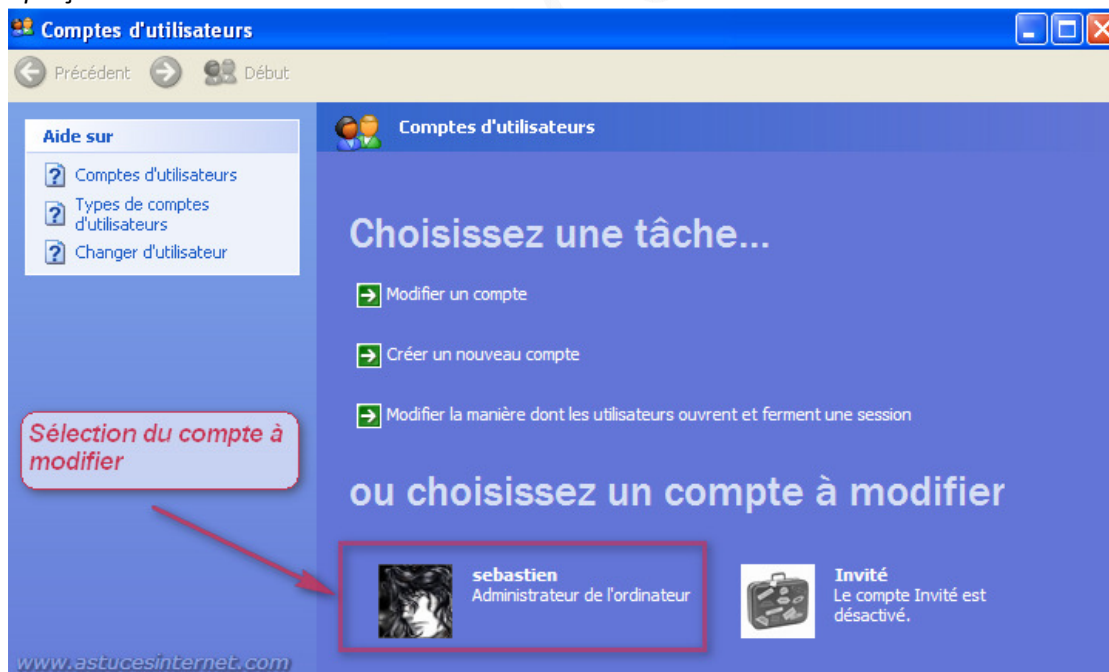 Comptes d'utilisateurs
Précédent
Début
Aide sur
Comptes d'utilisateurs
Types de comptes
d'utilisateurs
Changer d'utilisateur
Comptes d'utilisateurs
Choisissez une tâche...
Modifier un compte
Créer un nouveau compte
Modifier la manière dont les utilisateurs ouvrent et ferment une session
Sélection du compte à
modifier
ou choisissez un compte à modifier
sebastien
Administrateur de l'ordinateur
Invité
Le compte Invité est
désactivé.
www.astucesinternet.com